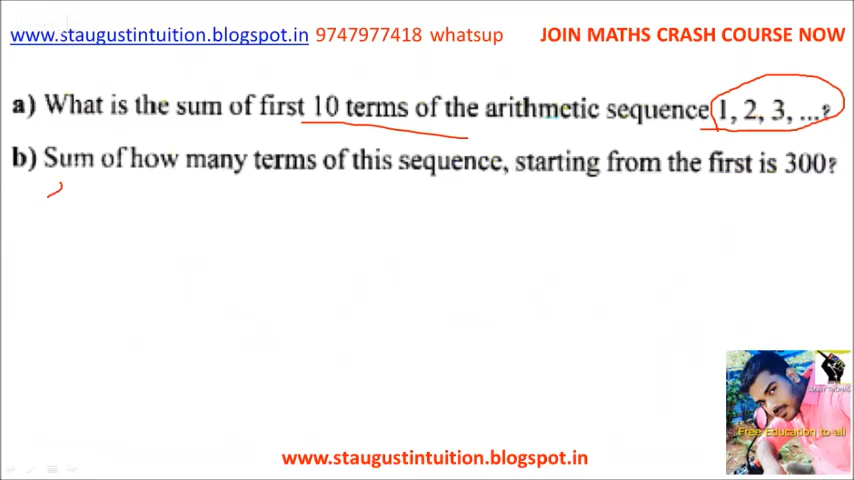 www.staugustintuition.blogspot.in 9747977418 whatsup JOIN MATHS CRASH COURSE NOW
a) What is the sum of first 10 terms of the arithmetic sequence 1, 2, 3, ...?
b) Sum of how many terms of this sequence, starting from the first is 300?
Free Education to all
www.staugustintuition.blogspot.in